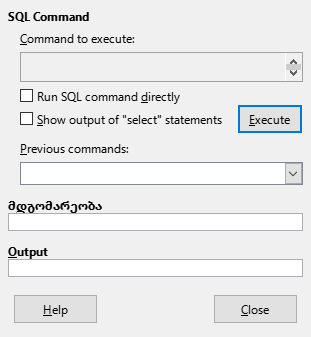 SQL Command
Command to execute:
Run SQL command directly
Show output of "select" statements
Execute
Previous commands:
მდგომარეობა
Output
Help
Close